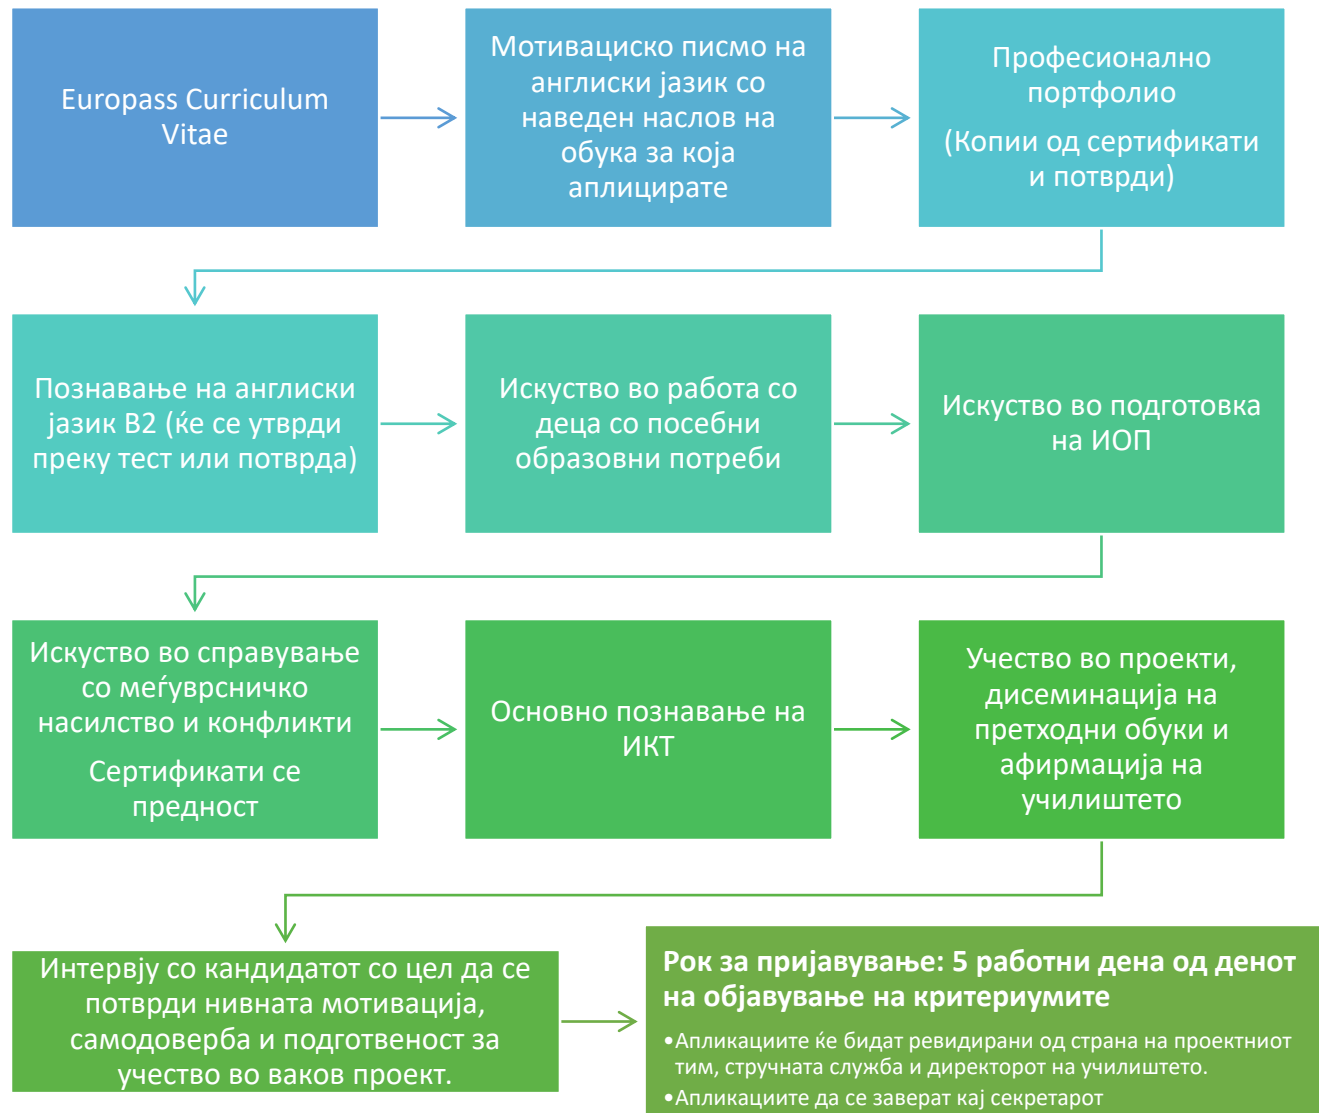 Europass Curriculum
Vitae
Мотивациско писмо на
англиски јазик со
наведен наслов на
обука за која
аплицирате
Професионално
портфолио
(Копии од сертификати
и потврди)
Познавање на англиски
јазик B2 (ќе се утврди
преку тест или потврда)
Искуство во работа со
деца со посебни
образовни потреби
Искуство во подготовка
на ИОП
Искуство во справување
со меѓуврсничко
насилство и конфликти
Сертификати се
предност
Основно познавање на
ИКТ
Учество во проекти,
дисеминација на
претходни обуки и
афирмација на
училиштето
Интервју со кандидатот со цел да се
потврди нивната мотивација,
самодоверба и подготвеност за
учество во ваков проект.
Рок за пријавување: 5 работни дена од денот
на објавување на критериумите
•Апликациите ќе бидат ревидирани од страна на проектниот
тим, стручната служба и директорот на училиштето.
•Апликациите да се заверат кај секретарот